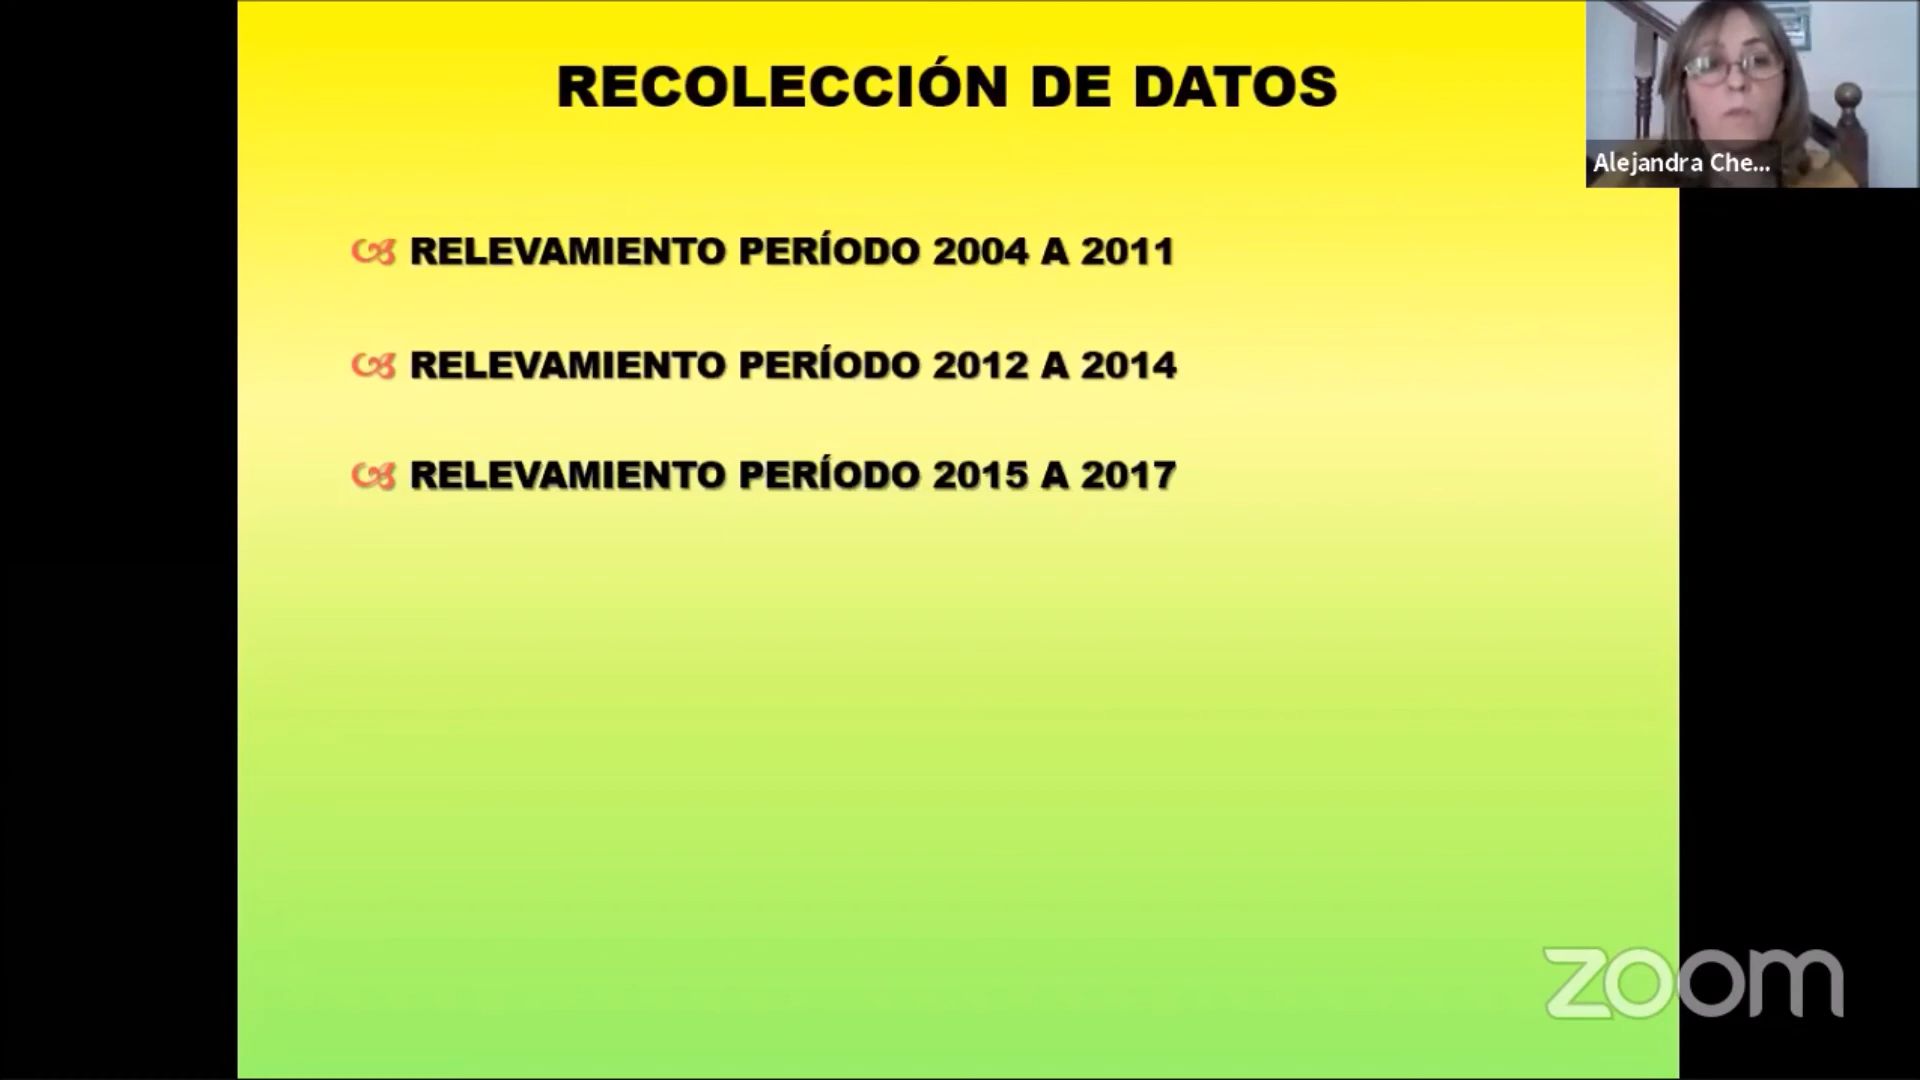 RECOLECCIÓN DE DATOS
Alejandra Che...
RELEVAMIENTO PERÍODO 2004 A 2011
RELEVAMIENTO PERÍODO 2012 A 2014
RELEVAMIENTO PERÍODO 2015 A 2017
zoom